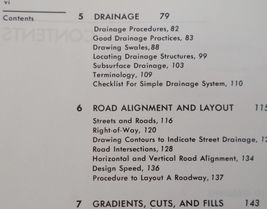 vi
Contents
5 DRAINAGE 79
Drainage Procedures, 82
Good Drainage Practices, 83
Drawing Swales, 88
Locating Drainage Structures, 99
Subsurface Drainage, 103
Terminology, 109
Checklist For Simple Drainage System, 110
6 ROAD ALIGNMENT AND LAYOUT 115
Streets and Roads, 116
Right-of-Way, 120
Drawing Contours to Indicate Street Drainage,
Road Intersections, 128
Horizontal and Vertical Road Alignment, 134
Design Speed, 136
Procedure to Layout A Roadway, 137
7 GRADIENTS, CUTS, AND FILLS 143